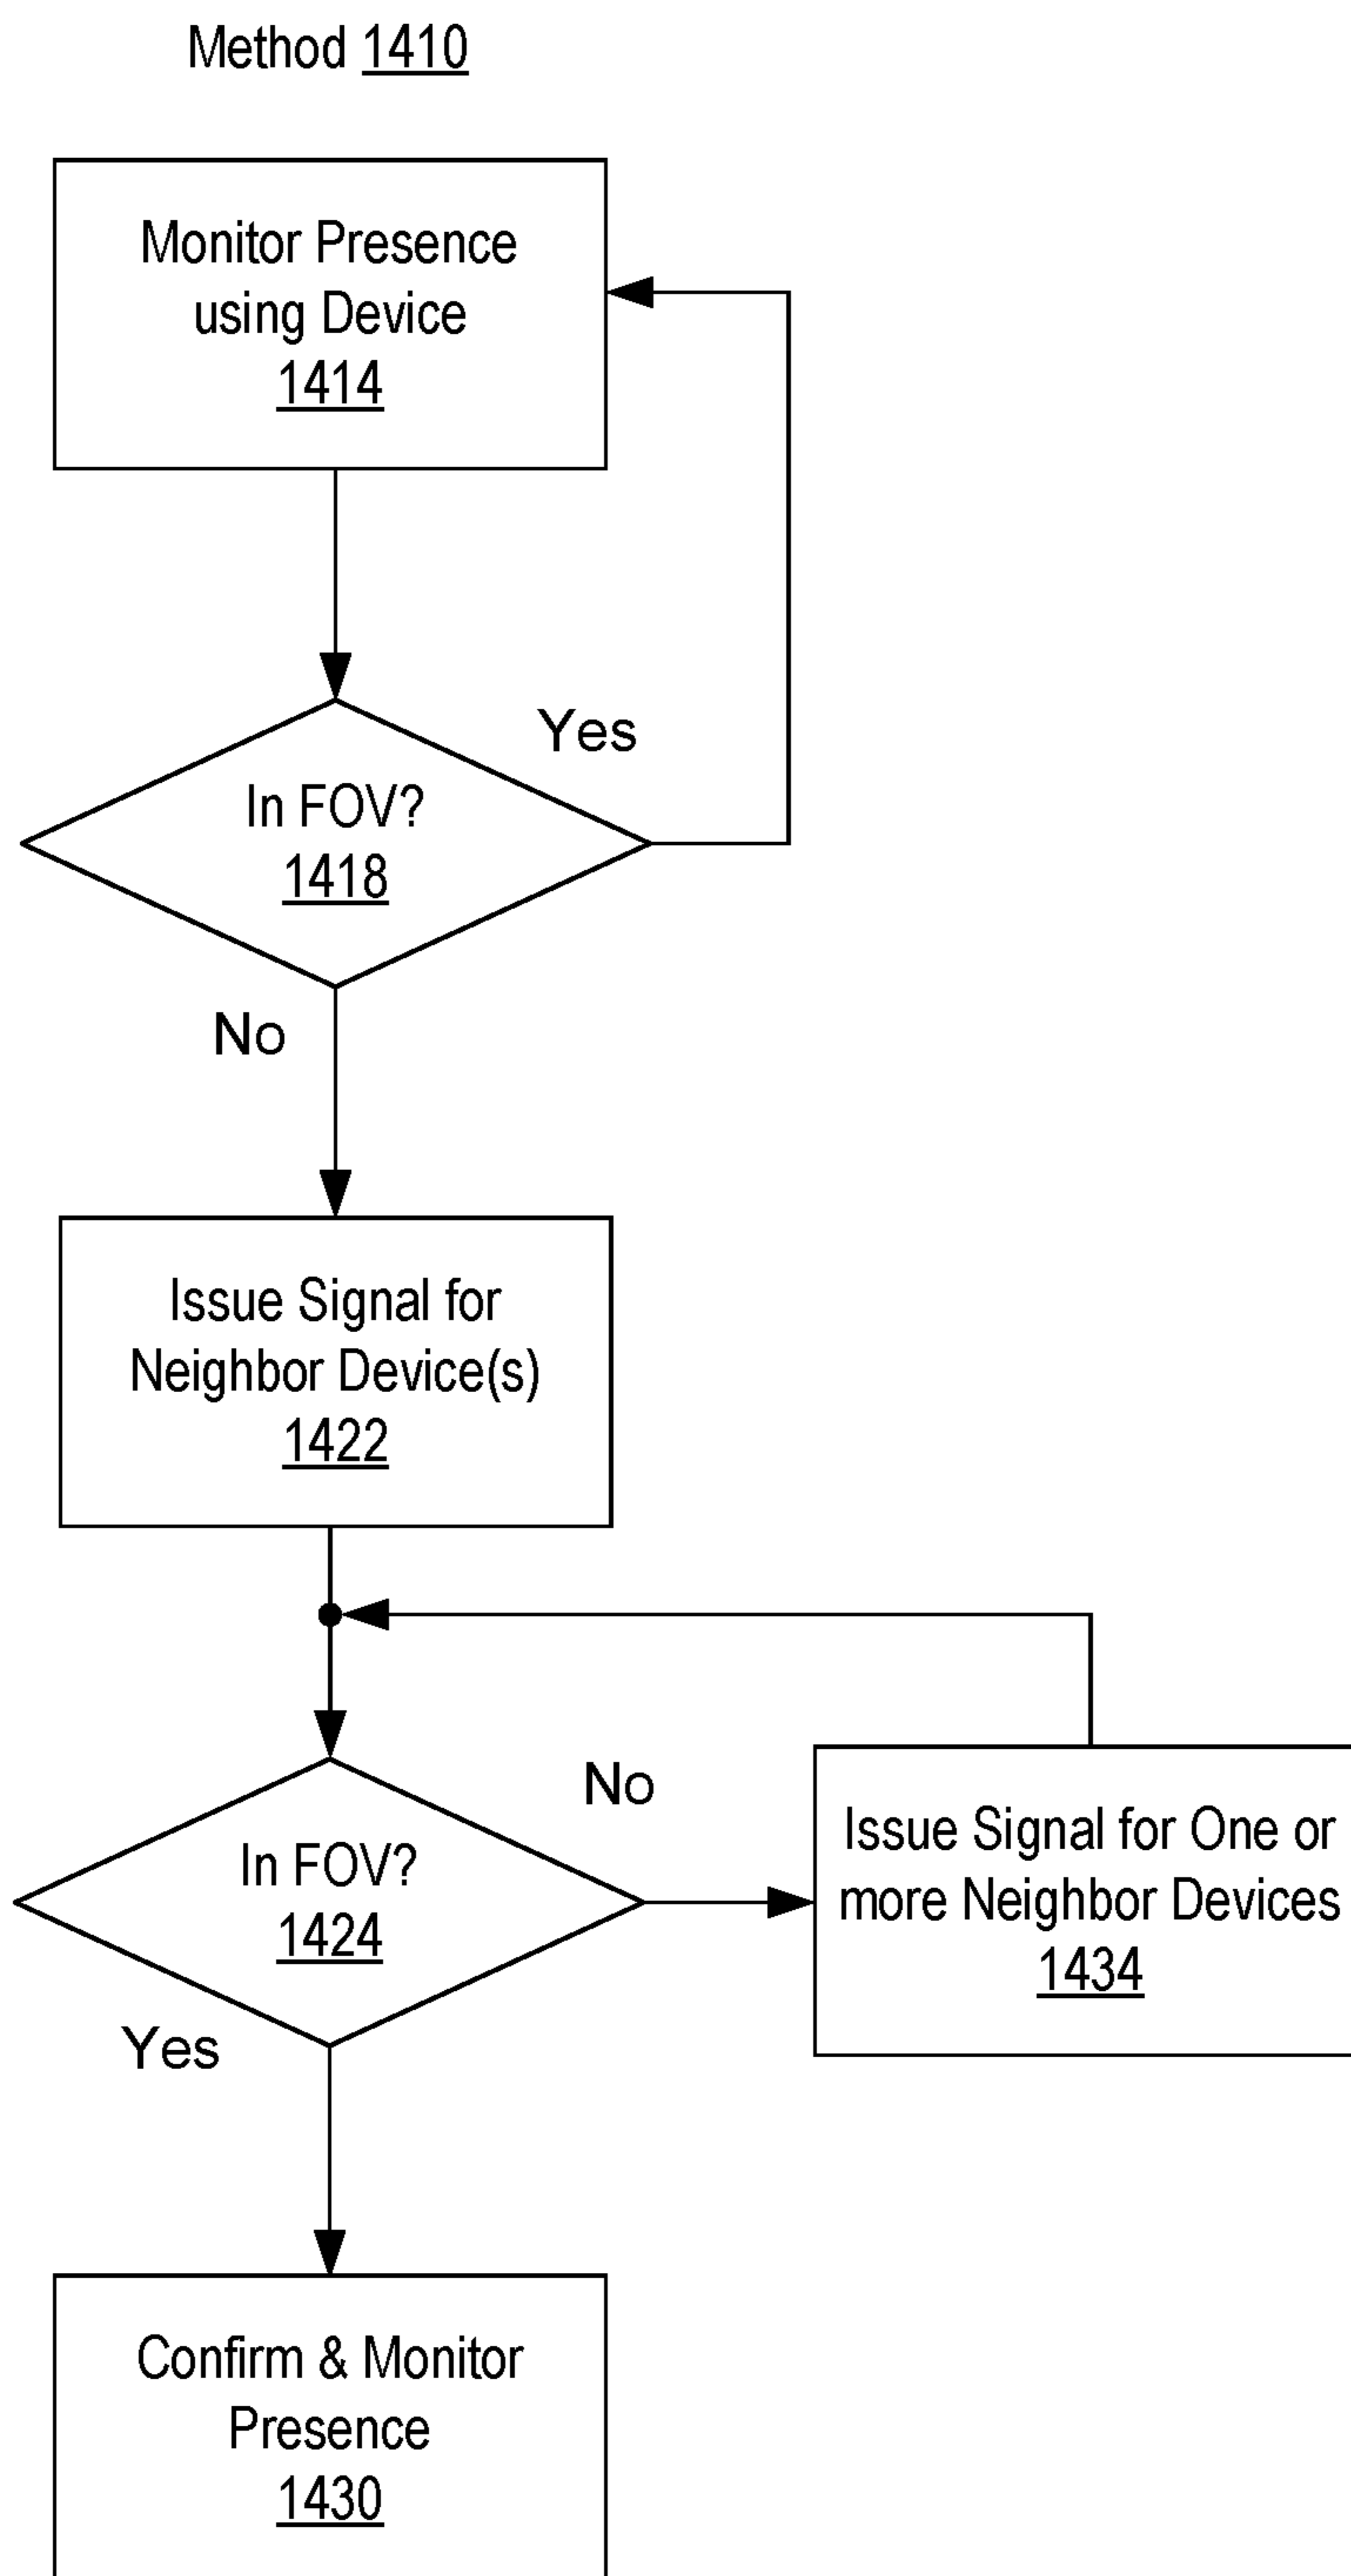 Method 1410
Monitor Presence
using Device
1414
Yes
In FOV?
1418
No
Issue Signal for
Neighbor Device(s)
1422
No
In FOV?
1424
Issue Signal for One or
more Neighbor Devices
1434
Yes
Confirm & Monitor
Presence
1430